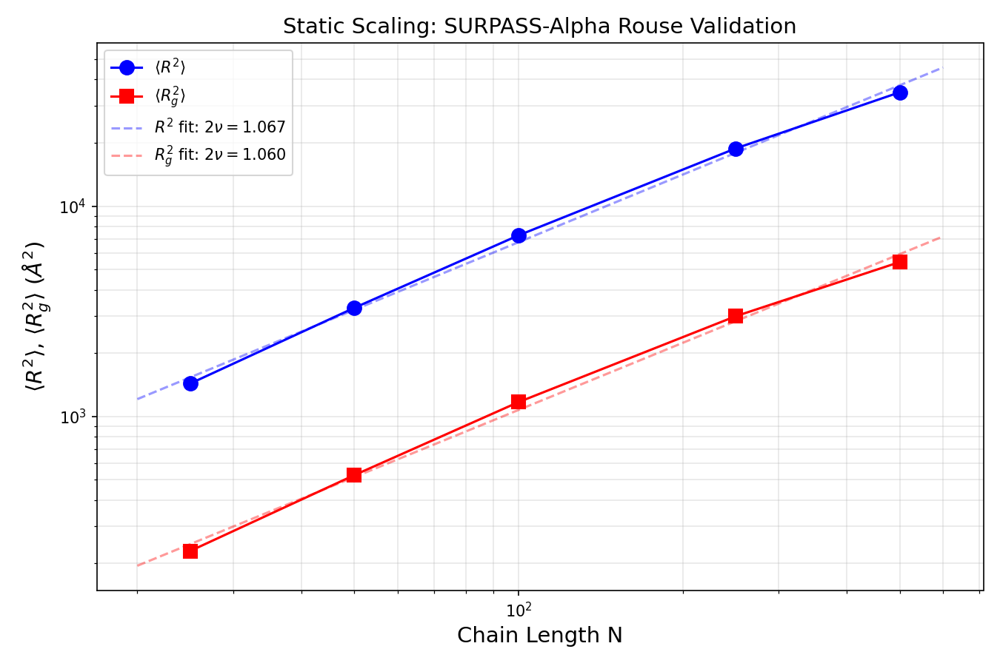 Static Scaling: SURPASS-Alpha Rouse Validation
⟨R²⟩
⟨R_g²⟩
R² fit: 2ν = 1.067
R_g² fit: 2ν = 1.060
10⁴
10³
⟨R²⟩, ⟨R_g²⟩ (Å²)
10²
Chain Length N